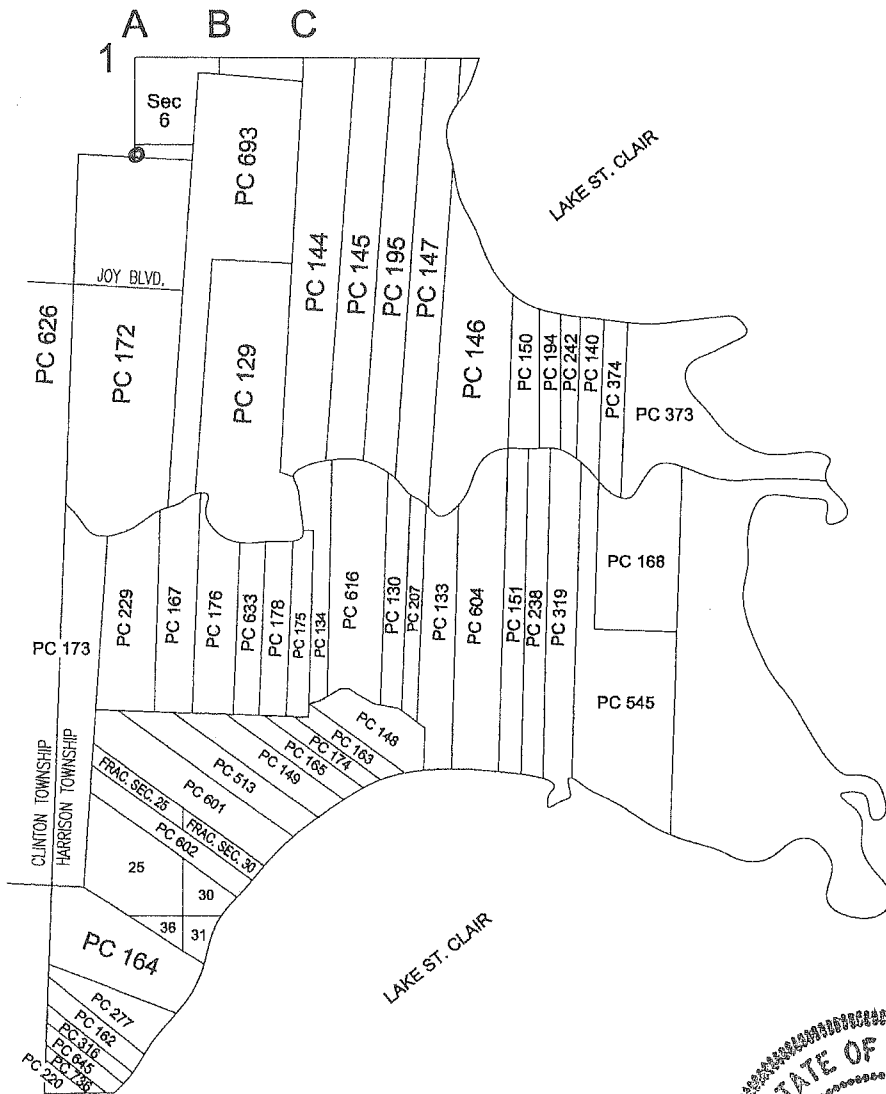 A B C
1
Sec
6
PC 693
LAKE ST. CLAIR
PC 144
PC 145
PC 195
PC 147
JOY BLVD.
PC 626
PC 172
PC 129
PC 146
PC 150
PC 194
PC 242
PC 140
PC 374
PC 373
PC 173
PC 229
PC 167
PC 176
PC 633
PC 178
PC 175
PC 134
PC 616
PC 130
PC 207
PC 133
PC 604
PC 151
PC 238
PC 319
PC 168
PC 545
PC 148
PC 163
PC 174
PC 165
PC 149
PC 513
PC 601
FRAC. SEC. 25
FRAC. SEC. 30
PC 602
CLINTON TOWNSHIP
HARRISON TOWNSHIP
25
30
36
31
PC 164
LAKE ST. CLAIR
PC 277
PC 162
PC 316
PC 645
PC 736
PC 220
STATE OF